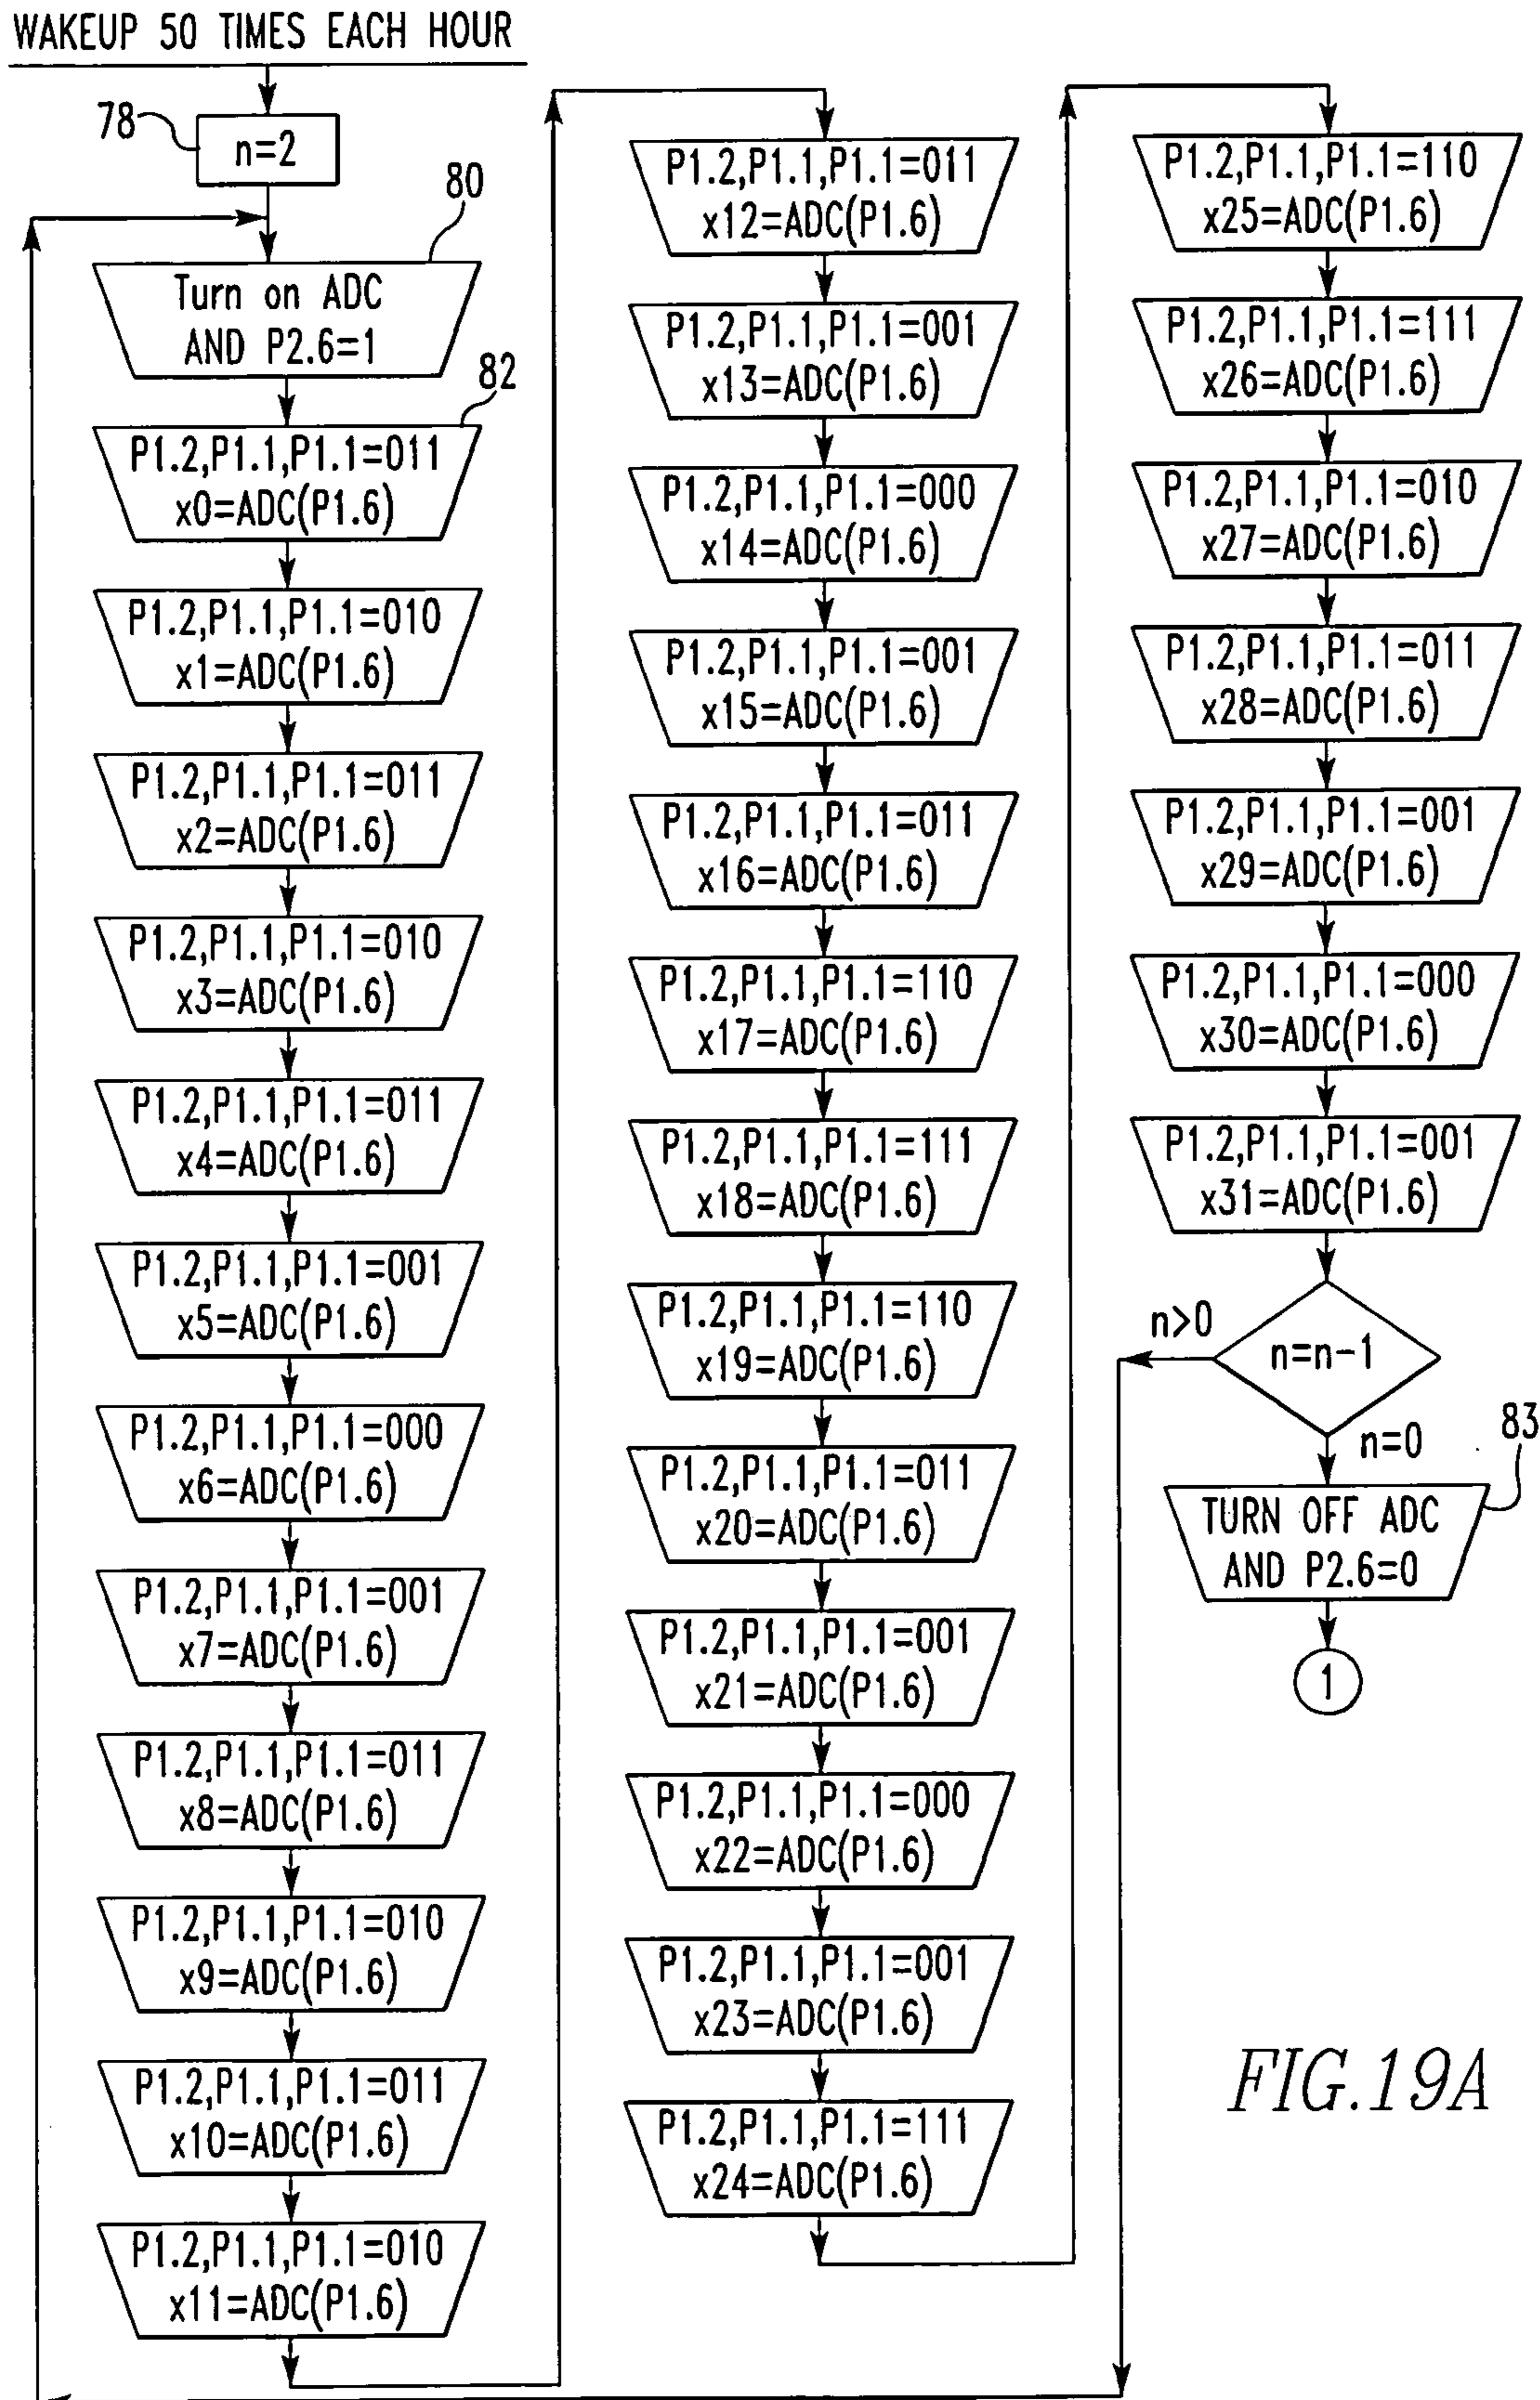 WAKEUP 50 TIMES EACH HOUR
78
n=2
80
Turn on ADC
AND P2.6=1
82
P1.2,P1.1,P1.1=011
x0=ADC(P1.6)
P1.2,P1.1,P1.1=010
x1=ADC(P1.6)
P1.2,P1.1,P1.1=011
x2=ADC(P1.6)
P1.2,P1.1,P1.1=010
x3=ADC(P1.6)
P1.2,P1.1,P1.1=011
x4=ADC(P1.6)
P1.2,P1.1,P1.1=001
x5=ADC(P1.6)
P1.2,P1.1,P1.1=000
x6=ADC(P1.6)
P1.2,P1.1,P1.1=001
x7=ADC(P1.6)
P1.2,P1.1,P1.1=011
x8=ADC(P1.6)
P1.2,P1.1,P1.1=010
x9=ADC(P1.6)
P1.2,P1.1,P1.1=011
x10=ADC(P1.6)
P1.2,P1.1,P1.1=010
x11=ADC(P1.6)
P1.2,P1.1,P1.1=011
x12=ADC(P1.6)
P1.2,P1.1,P1.1=001
x13=ADC(P1.6)
P1.2,P1.1,P1.1=000
x14=ADC(P1.6)
P1.2,P1.1,P1.1=001
x15=ADC(P1.6)
P1.2,P1.1,P1.1=011
x16=ADC(P1.6)
P1.2,P1.1,P1.1=110
x17=ADC(P1.6)
P1.2,P1.1,P1.1=111
x18=ADC(P1.6)
P1.2,P1.1,P1.1=110
x19=ADC(P1.6)
P1.2,P1.1,P1.1=011
x20=ADC(P1.6)
P1.2,P1.1,P1.1=001
x21=ADC(P1.6)
P1.2,P1.1,P1.1=000
x22=ADC(P1.6)
P1.2,P1.1,P1.1=001
x23=ADC(P1.6)
P1.2,P1.1,P1.1=111
x24=ADC(P1.6)
P1.2,P1.1,P1.1=110
x25=ADC(P1.6)
P1.2,P1.1,P1.1=111
x26=ADC(P1.6)
P1.2,P1.1,P1.1=010
x27=ADC(P1.6)
P1.2,P1.1,P1.1=011
x28=ADC(P1.6)
P1.2,P1.1,P1.1=001
x29=ADC(P1.6)
P1.2,P1.1,P1.1=000
x30=ADC(P1.6)
P1.2,P1.1,P1.1=001
x31=ADC(P1.6)
n>0
n=n-1
n=0
83
TURN OFF ADC
AND P2.6=0
1
FIG.19A